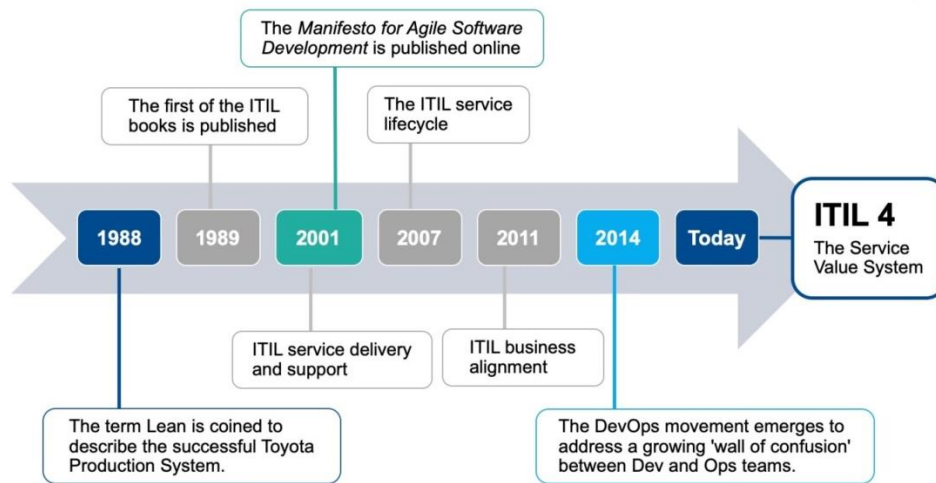 The Manifesto for Agile Software
Development is published online
The first of the ITIL
books is published
The ITIL service
lifecycle
1988
1989
2001
2007
2011
2014
Today
ITIL 4
The Service
Value System
ITIL service delivery
and support
ITIL business
alignment
The term Lean is coined to
describe the successful Toyota
Production System.
The DevOps movement emerges to
address a growing 'wall of confusion'
between Dev and Ops teams.